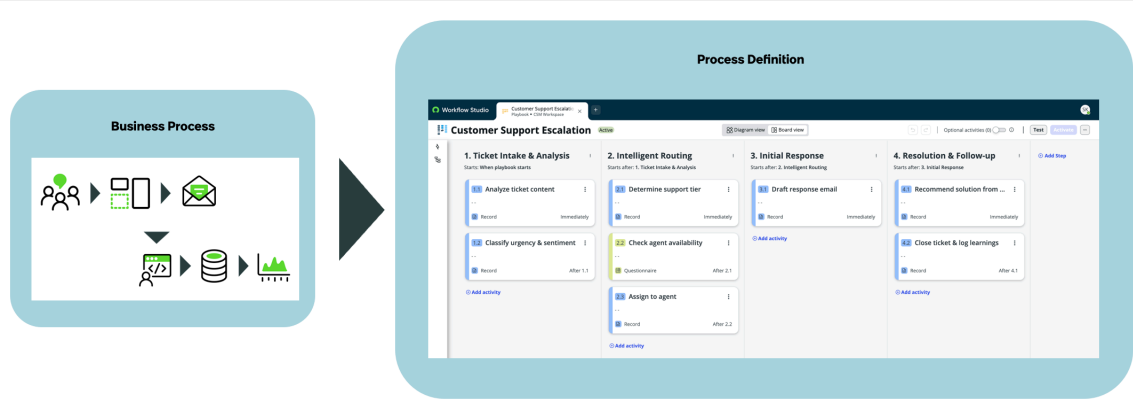 Process Definition
Business Process
Workflow Studio
Customer Support Escalatio
Playbook • CSM Workspace
Customer Support Escalation
Active
Diagram view
Board view
Optional activities (0)
Test
Activate
1. Ticket Intake & Analysis
Starts: When playbook starts
1.1 Analyze ticket content
--
Record Immediately
1.2 Classify urgency & sentiment
--
Record After 1.1
Add activity
2. Intelligent Routing
Starts after: 1. Ticket Intake & Analysis
2.1 Determine support tier
--
Record Immediately
2.2 Check agent availability
--
Questionnaire After 2.1
2.3 Assign to agent
--
Record After 2.2
Add activity
3. Initial Response
Starts after: 2. Intelligent Routing
3.1 Draft response email
--
Record Immediately
Add activity
4. Resolution & Follow-up
Starts after: 3. Initial Response
4.1 Recommend solution from ...
--
Record Immediately
4.2 Close ticket & log learnings
--
Record After 4.1
Add activity
Add Step